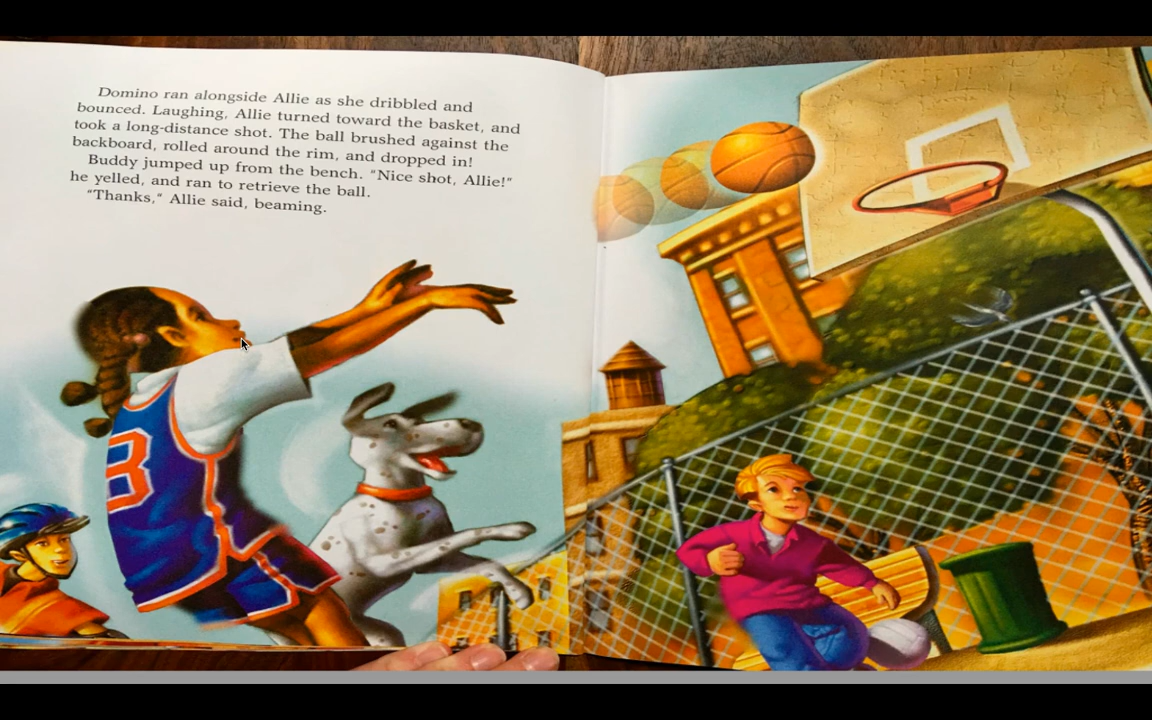 Domino ran alongside Allie as she dribbled and
bounced. Laughing, Allie turned toward the basket, and
took a long-distance shot. The ball brushed against the
backboard, rolled around the rim, and dropped in!
Buddy jumped up from the bench. "Nice shot, Allie!"
he yelled, and ran to retrieve the ball.
"Thanks," Allie said, beaming.
3